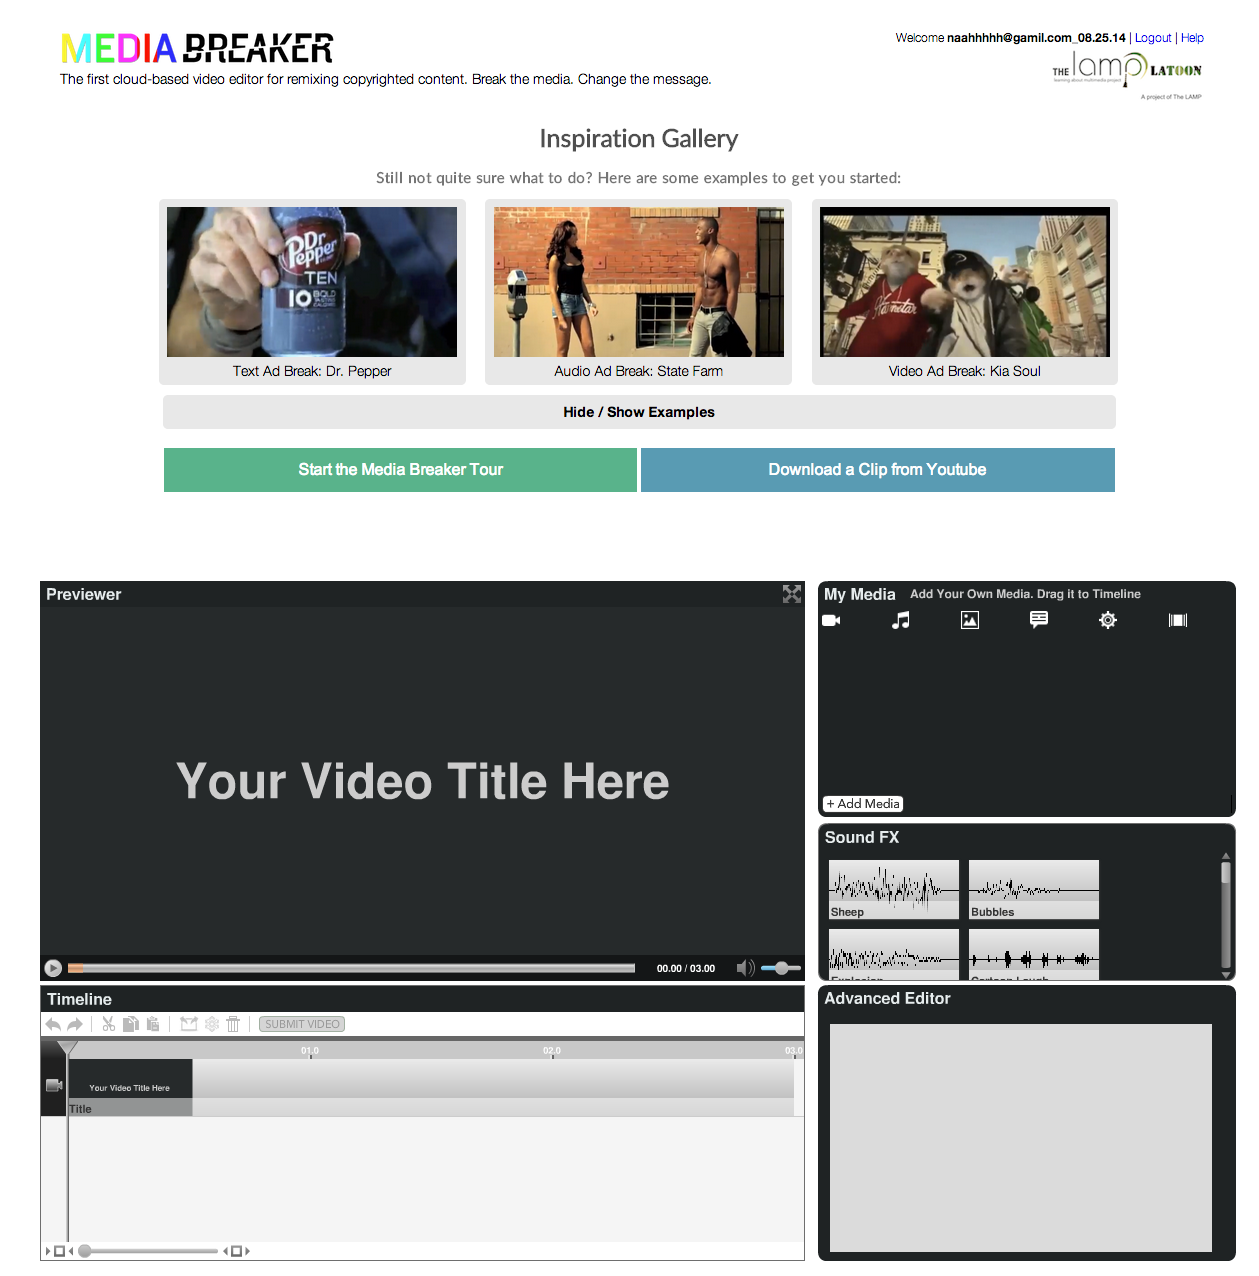 MEDIA BREAKER
Welcome naahhhhh@gamil.com_08.25.14 | Logout | Help
The first cloud-based video editor for remixing copyrighted content. Break the media. Change the message.
THE lamp LATOON
learning about multimedia project
A project of The LAMP
Inspiration Gallery
Still not quite sure what to do? Here are some examples to get you started:
Dr Pepper
TEN
10 BOLD
Text Ad Break: Dr. Pepper
Audio Ad Break: State Farm
Video Ad Break: Kia Soul
Hide / Show Examples
Start the Media Breaker Tour
Download a Clip from Youtube
Previewer
My Media Add Your Own Media. Drag it to Timeline
Your Video Title Here
+ Add Media
Sound FX
Sheep
Bubbles
Explosion
Cartoon Laugh
00.00 / 03.00
Timeline
SUBMIT VIDEO
01.0
02.0
03.0
Your Video Title Here
Title
Advanced Editor